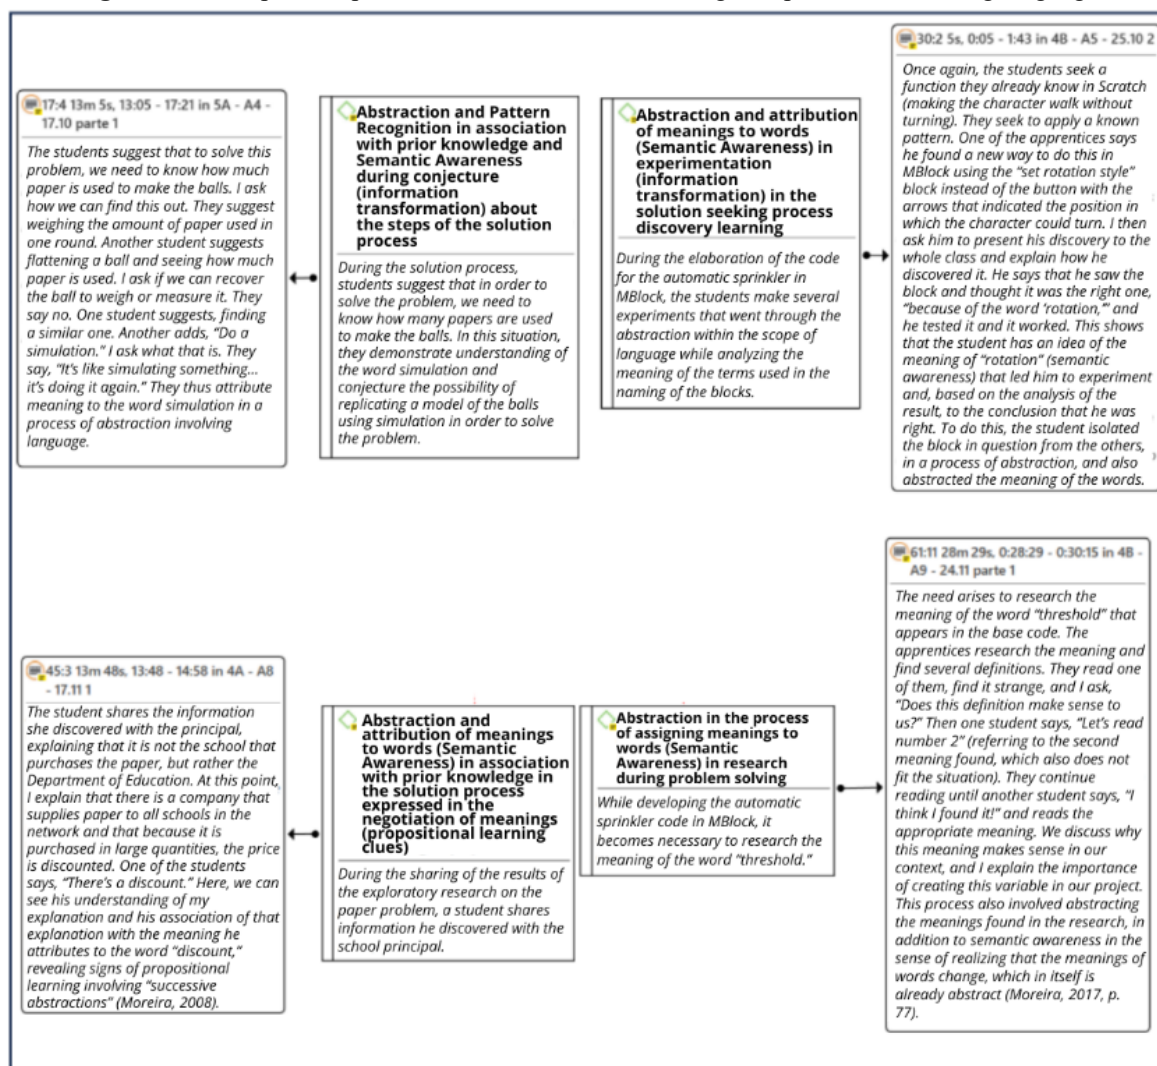 17:4 13m 5s, 13:05 - 17:21 in 5A - A4 -
17.10 parte 1
The students suggest that to solve this
problem, we need to know how much
paper is used to make the balls. I ask
how we can find this out. They suggest
weighing the amount of paper used in
one round. Another student suggests
flattening a ball and seeing how much
paper is used. I ask if we can recover
the ball to weigh or measure it. They
say no. One student suggests, finding
a similar one. Another adds, “Do a
simulation.” I ask what that is. They
say, “It’s like simulating something...
it’s doing it again.” They thus attribute
meaning to the word simulation in a
process of abstraction involving
language.
Abstraction and Pattern
Recognition in association
with prior knowledge and
Semantic Awareness
during conjecture
(information
transformation) about
the steps of the solution
process
During the solution process,
students suggest that in order to
solve the problem, we need to
know how many papers are used
to make the balls. In this situation,
they demonstrate understanding of
the word simulation and
conjecture the possibility of
replicating a model of the balls
using simulation in order to solve
the problem.
Abstraction and attribution
of meanings to words
(Semantic Awareness) in
experimentation
(information
transformation) in the
solution seeking process
discovery learning
During the elaboration of the code
for the automatic sprinkler in
MBlock, the students make several
experiments that went through the
abstraction within the scope of
language while analyzing the
meaning of the terms used in the
naming of the blocks.
30:2 5s, 0:05 - 1:43 in 4B - A5 - 25.10 2
Once again, the students seek a
function they already know in Scratch
(making the character walk without
turning). They seek to apply a known
pattern. One of the apprentices says
he found a new way to do this in
MBlock using the “set rotation style”
block instead of the button with the
arrows that indicated the position in
which the character could turn. I then
ask him to present his discovery to the
whole class and explain how he
discovered it. He says that he saw the
block and thought it was the right one,
“because of the word ‘rotation,’” and
he tested it and it worked. This shows
that the student has an idea of the
meaning of “rotation” (semantic
awareness) that led him to experiment
and, based on the analysis of the
result, to the conclusion that he was
right. To do this, the student isolated
the block in question from the others,
in a process of abstraction, and also
abstracted the meaning of the words.
45:3 13m 48s, 13:48 - 14:58 in 4A - A8
- 17.11 1
The student shares the information
she discovered with the principal,
explaining that it is not the school that
purchases the paper, but rather the
Department of Education. At this point,
I explain that there is a company that
supplies paper to all schools in the
network and that because it is
purchased in large quantities, the price
is discounted. One of the students
says, “There’s a discount.” Here, we can
see his understanding of my
explanation and his association of that
explanation with the meaning he
attributes to the word “discount,”
revealing signs of propositional
learning involving “successive
abstractions” (Moreira, 2008).
Abstraction and
attribution of meanings
to words (Semantic
Awareness) in association
with prior knowledge in
the solution process
expressed in the
negotiation of meanings
(propositional learning
clues)
During the sharing of the results of
the exploratory research on the
paper problem, a student shares
information he discovered with the
school principal.
Abstraction in the process
of assigning meanings to
words (Semantic
Awareness) in research
during problem solving
While developing the automatic
sprinkler code in MBlock, it
becomes necessary to research the
meaning of the word “threshold.”
61:11 28m 29s, 0:28:29 - 0:30:15 in 4B -
A9 - 24.11 parte 1
The need arises to research the
meaning of the word “threshold” that
appears in the base code. The
apprentices research the meaning and
find several definitions. They read one
of them, find it strange, and I ask,
“Does this definition make sense to
us?” Then one student says, “Let’s read
number 2” (referring to the second
meaning found, which also does not
fit the situation). They continue
reading until another student says, “I
think I found it!” and reads the
appropriate meaning. We discuss why
this meaning makes sense in our
context, and I explain the importance
of creating this variable in our project.
This process also involved abstracting
the meanings found in the research, in
addition to semantic awareness in the
sense of realizing that the meanings of
words change, which in itself is
already abstract (Moreira, 2017, p.
77).